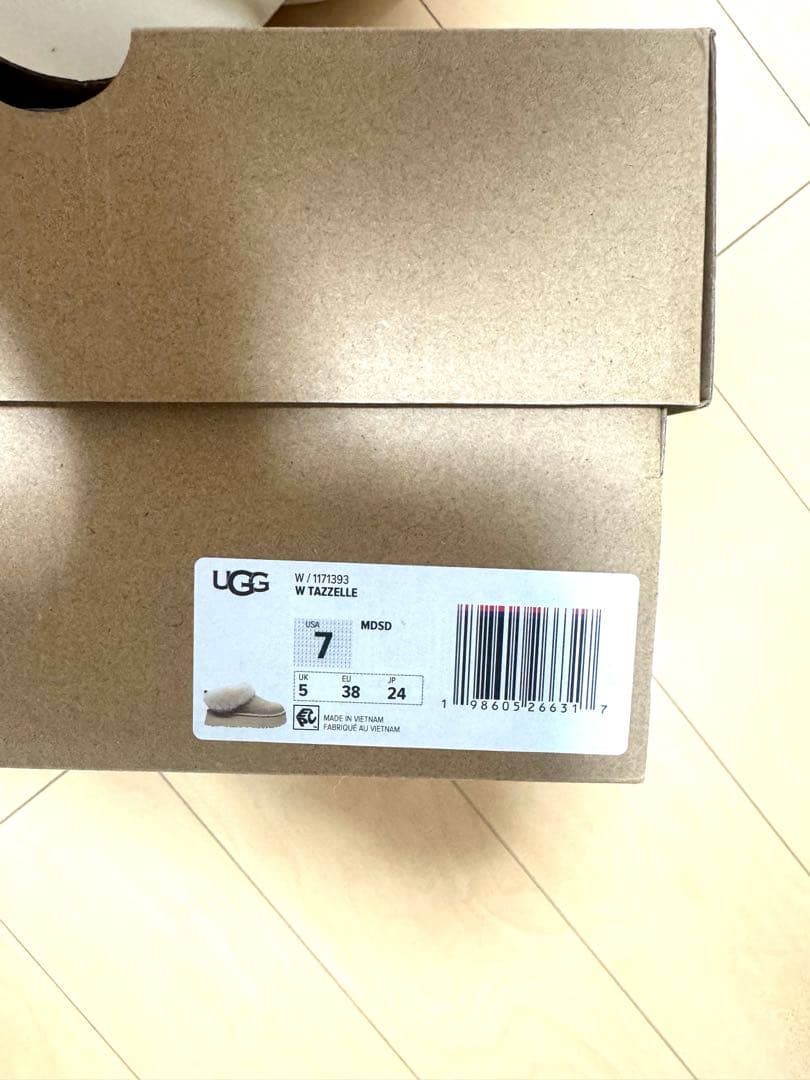 UGG
W / 1171393
W TAZZELLE
USA
7
MDSD
UK EU JP
5 38 24
MADE IN VIETNAM
FABRIQUÉ AU VIETNAM
1 98605 26631 7